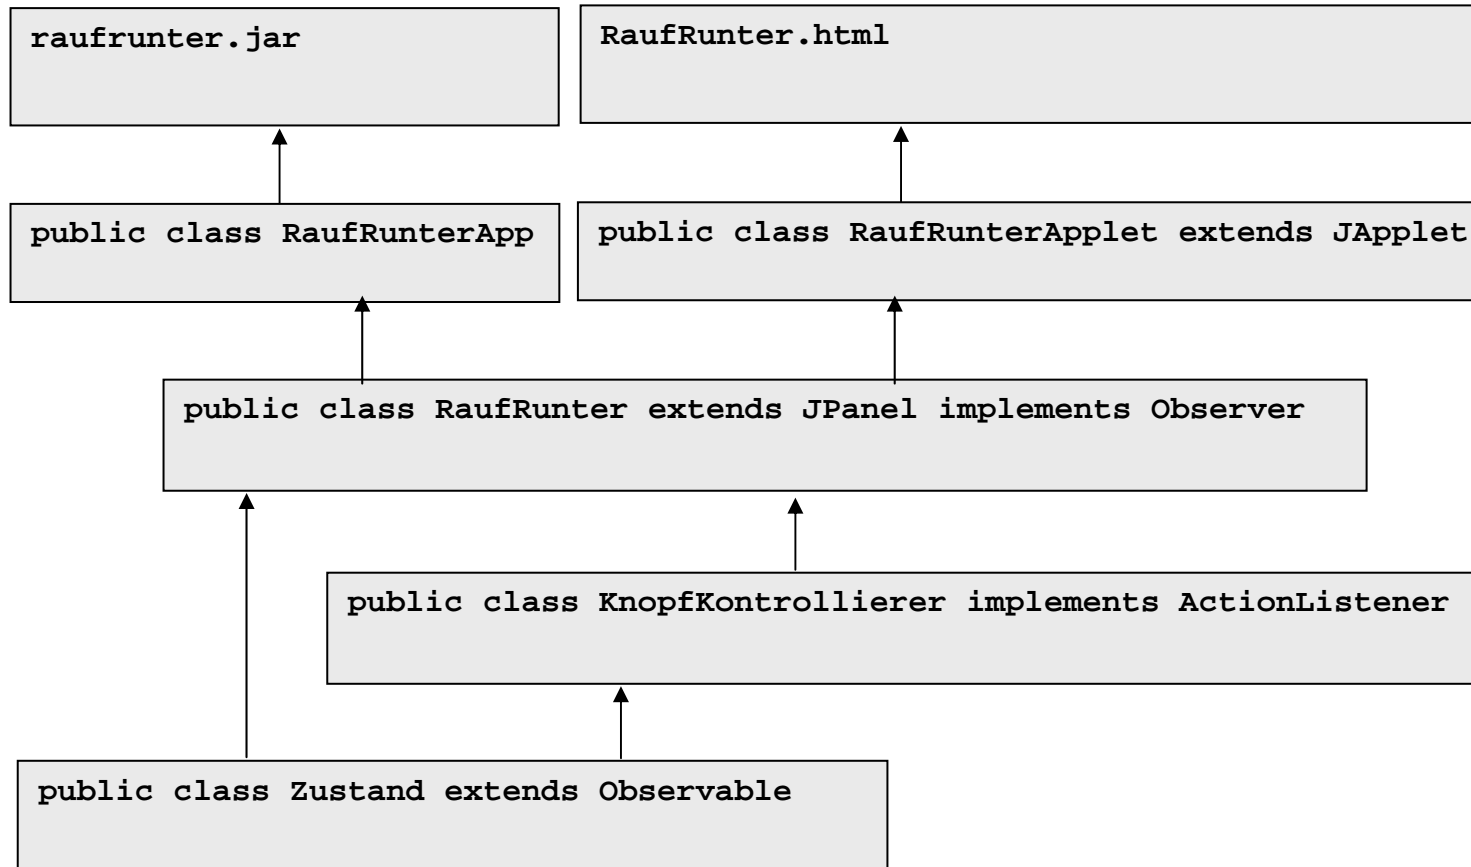 raufrunter.jar
RaufRunter.html
public class RaufRunterApp
public class RaufRunterApplet extends JApplet
public class RaufRunter extends JPanel implements Observer
public class KnopfKontrollierer implements ActionListener
public class Zustand extends Observable